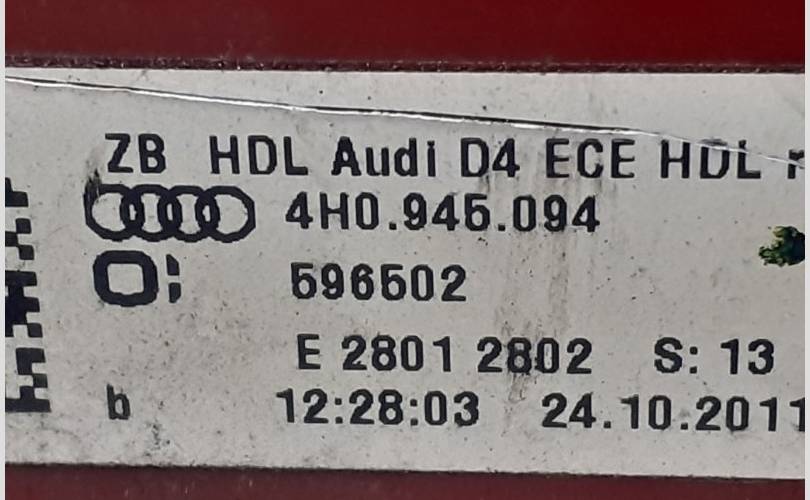 ZB HDL Audi D4 ECE HDL
4H0.945.094
596502
E 2801 2802 S: 13
b 12:28:03 24.10.2011